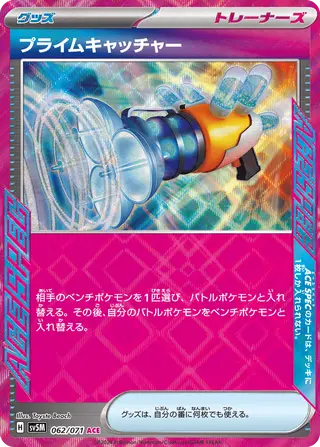 グッズ
トレーナーズ
プライムキャッチャー
ACE SPEC
ACE SPEC
ACE SPECのカードは、デッキに
1枚しか入れられない。
相手のベンチポケモンを1匹選び、バトルポケモンと入れ
替える。その後、自分のバトルポケモンをベンチポケモンと
入れ替える。
Illus. Toyste Beach
H SV5M 062/071 ACE
グッズは、自分の番に何枚でも使える。